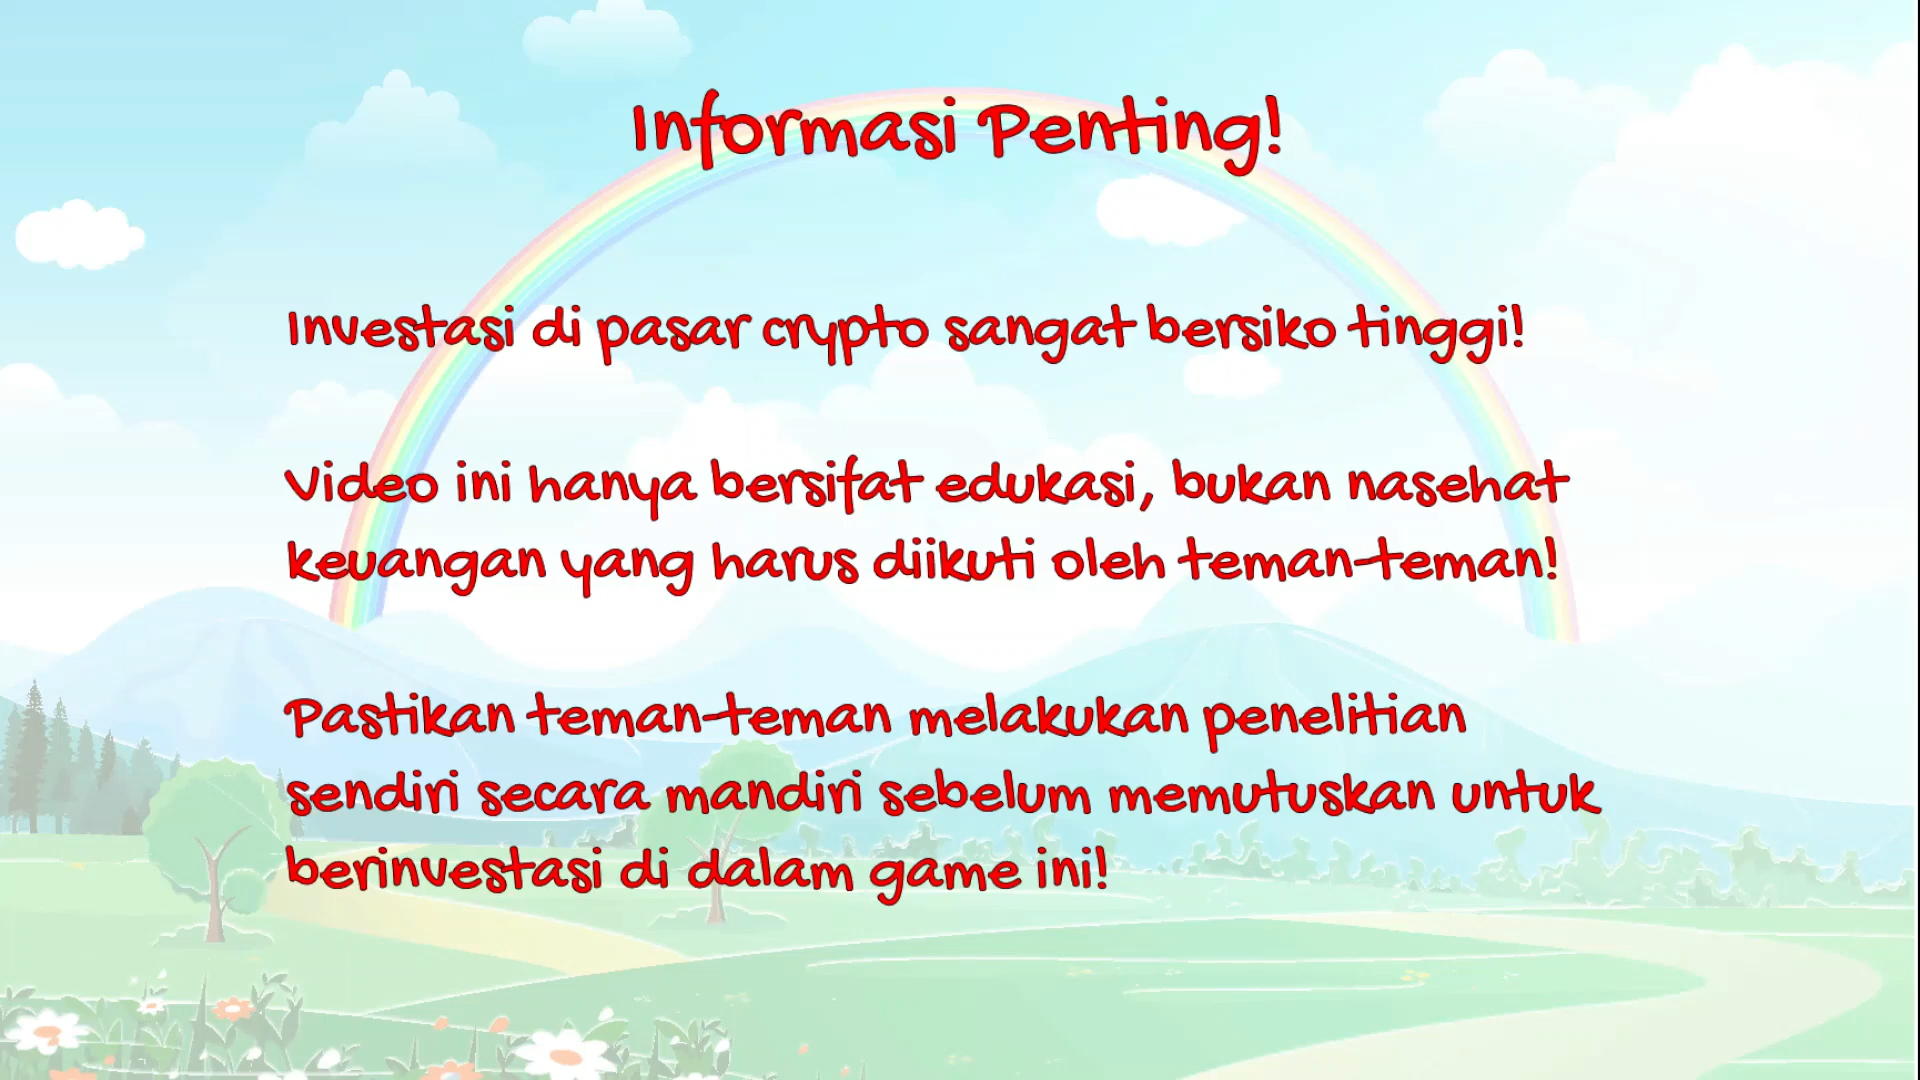 Informasi Penting!
Investasi di pasar crypto sangat bersiko tinggi!
Video ini hanya bersifat edukasi, bukan nasehat
keuangan yang harus diikuti oleh teman-teman!
Pastikan teman-teman melakukan penelitian
sendiri secara mandiri sebelum memutuskan untuk
berinvestasi di dalam game ini!